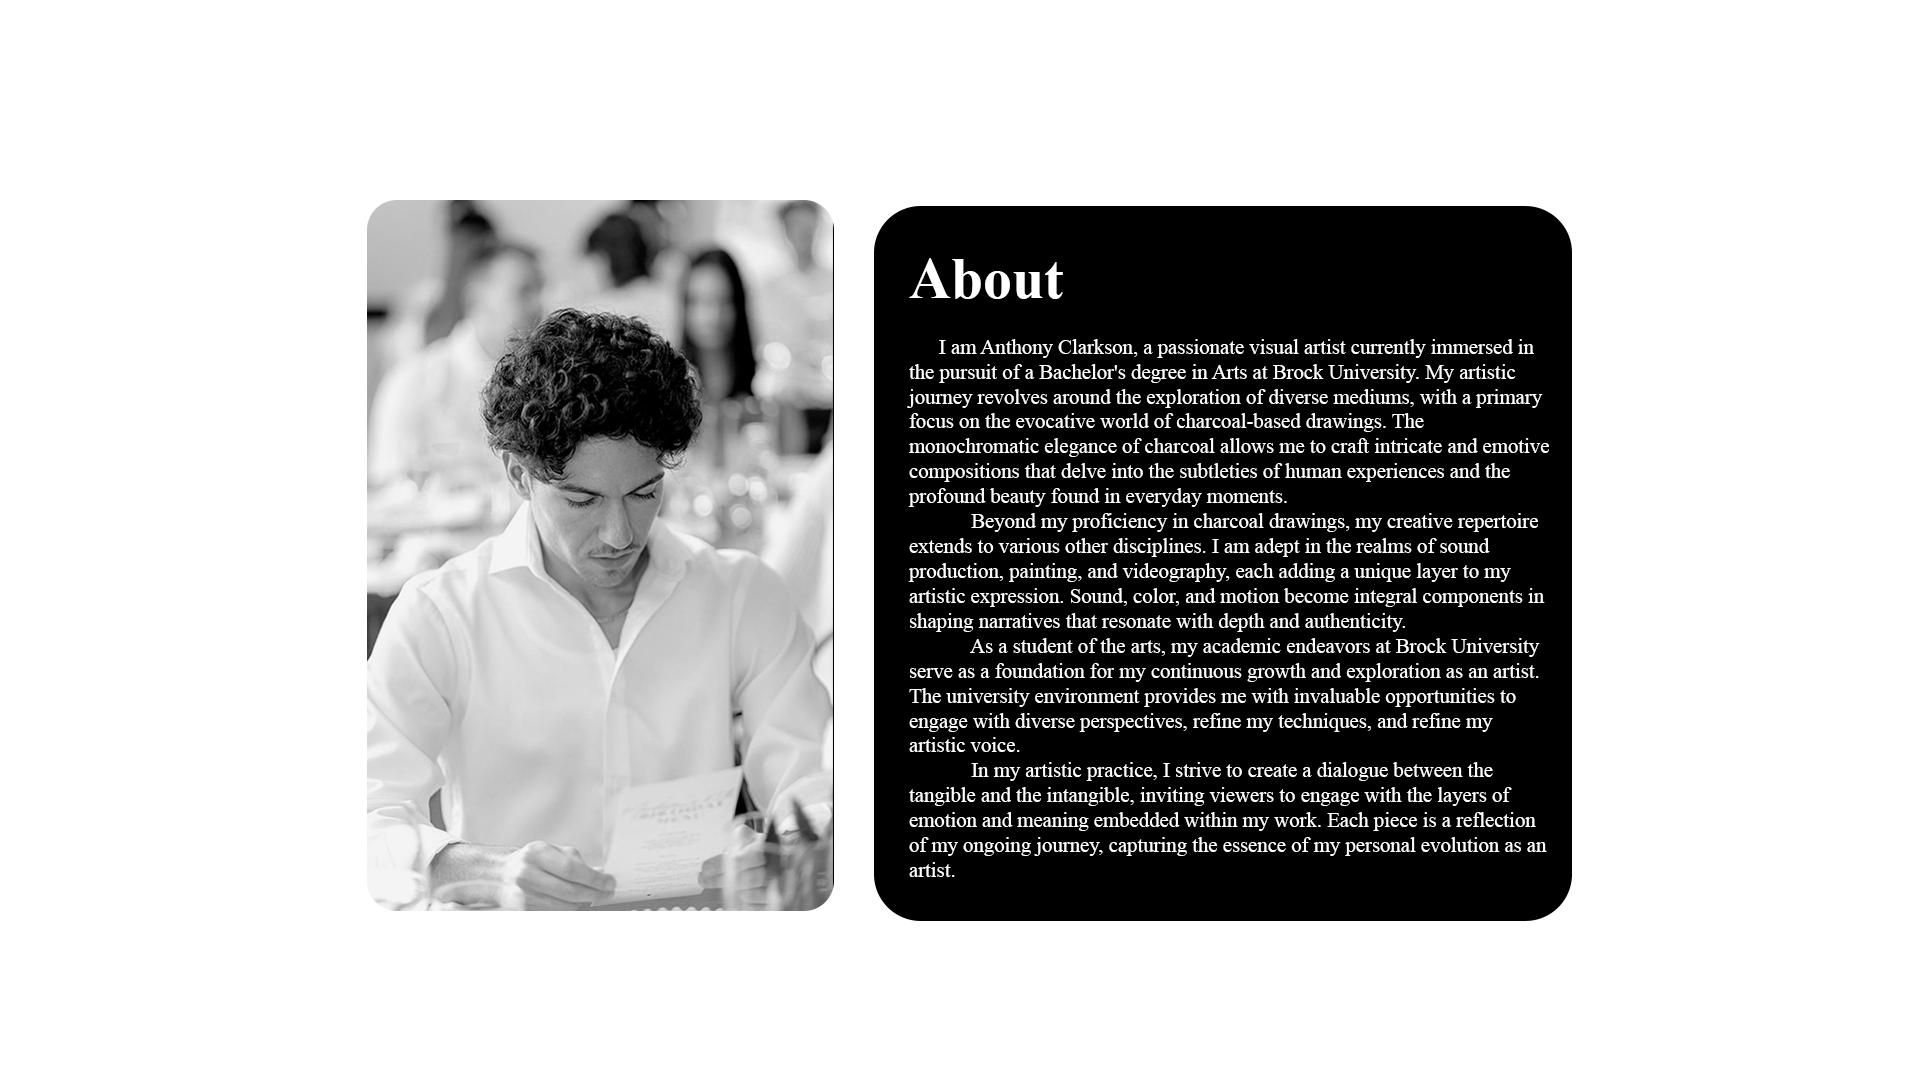 About
I am Anthony Clarkson, a passionate visual artist currently immersed in
the pursuit of a Bachelor's degree in Arts at Brock University. My artistic
journey revolves around the exploration of diverse mediums, with a primary
focus on the evocative world of charcoal-based drawings. The
monochromatic elegance of charcoal allows me to craft intricate and emotive
compositions that delve into the subtleties of human experiences and the
profound beauty found in everyday moments.
Beyond my proficiency in charcoal drawings, my creative repertoire
extends to various other disciplines. I am adept in the realms of sound
production, painting, and videography, each adding a unique layer to my
artistic expression. Sound, color, and motion become integral components in
shaping narratives that resonate with depth and authenticity.
As a student of the arts, my academic endeavors at Brock University
serve as a foundation for my continuous growth and exploration as an artist.
The university environment provides me with invaluable opportunities to
engage with diverse perspectives, refine my techniques, and refine my
artistic voice.
In my artistic practice, I strive to create a dialogue between the
tangible and the intangible, inviting viewers to engage with the layers of
emotion and meaning embedded within my work. Each piece is a reflection
of my ongoing journey, capturing the essence of my personal evolution as an
artist.